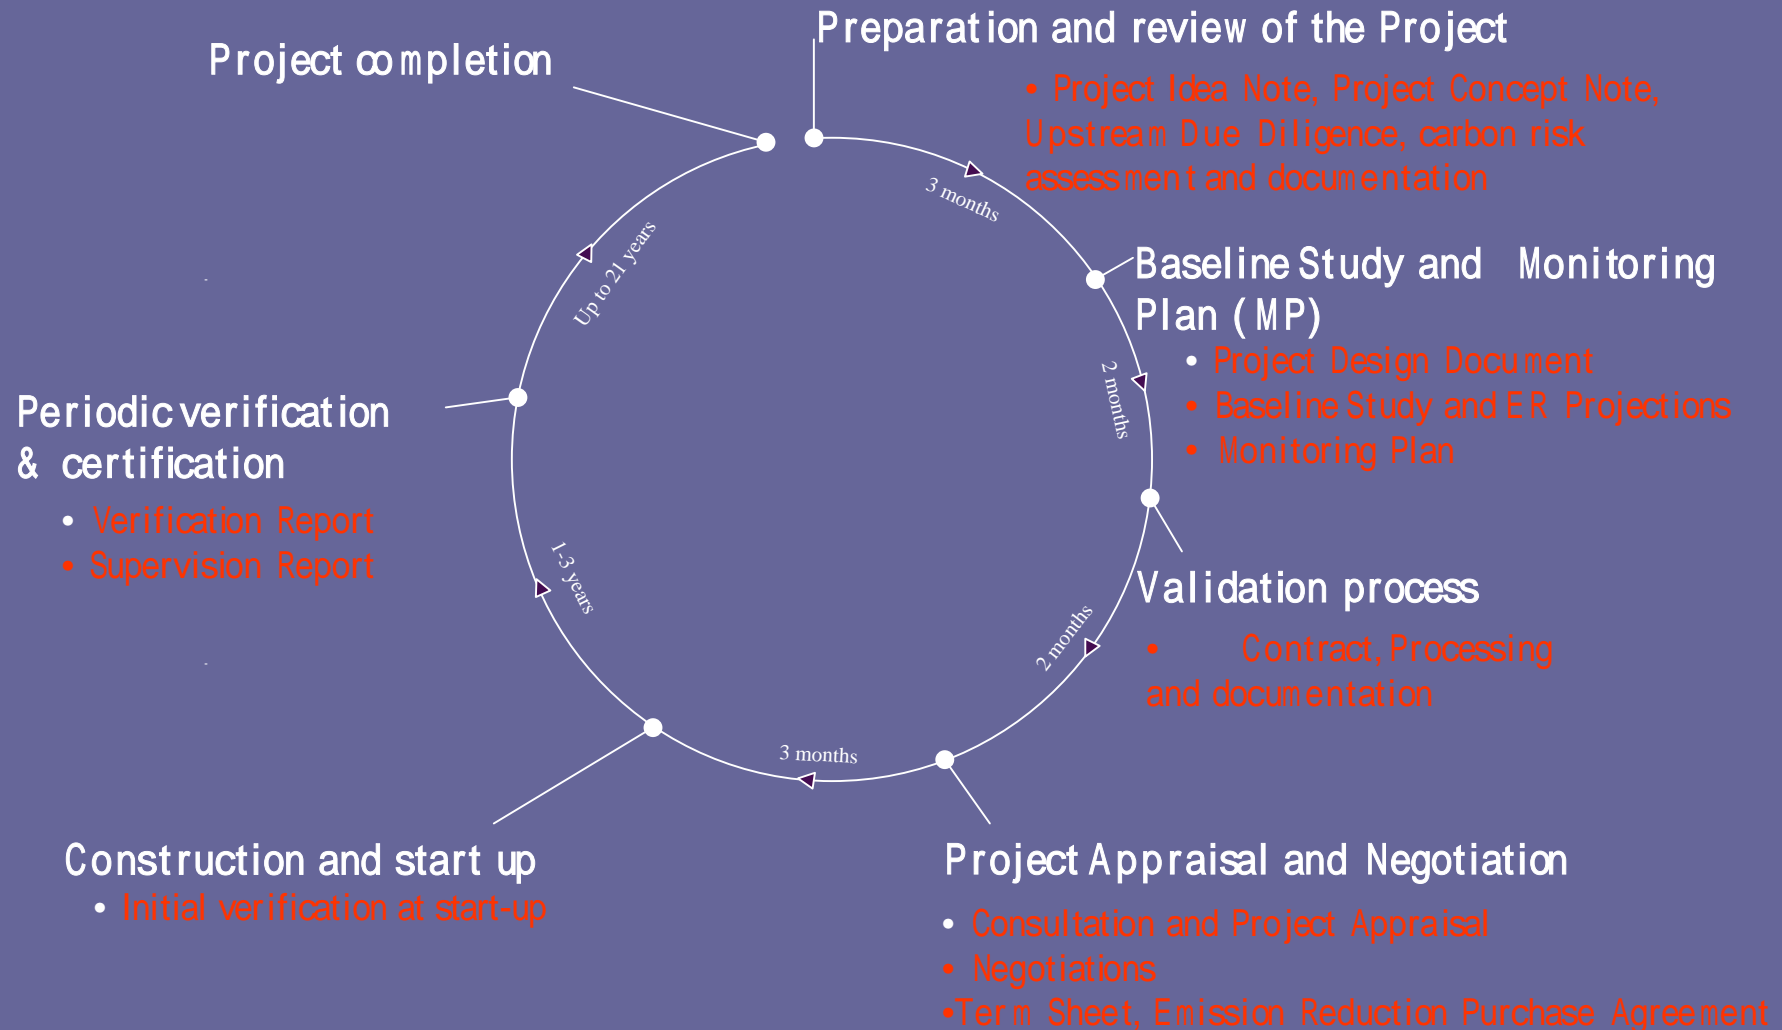 Preparation and review of the Project
• Project Idea Note, Project Concept Note,
Upstream Due Diligence, carbon risk
assessment and documentation
3 months
Baseline Study and Monitoring
Plan (MP)
• Project Design Document
• Baseline Study and ER Projections
• Monitoring Plan
2 months
Validation process
• Contract, Processing
and documentation
2 months
Project Appraisal and Negotiation
• Consultation and Project Appraisal
• Negotiations
•Term Sheet, Emission Reduction Purchase Agreement
3 months
Construction and start up
• Initial verification at start-up
1-3 years
Periodic verification
& certification
• Verification Report
• Supervision Report
Up to 21 years
Project completion